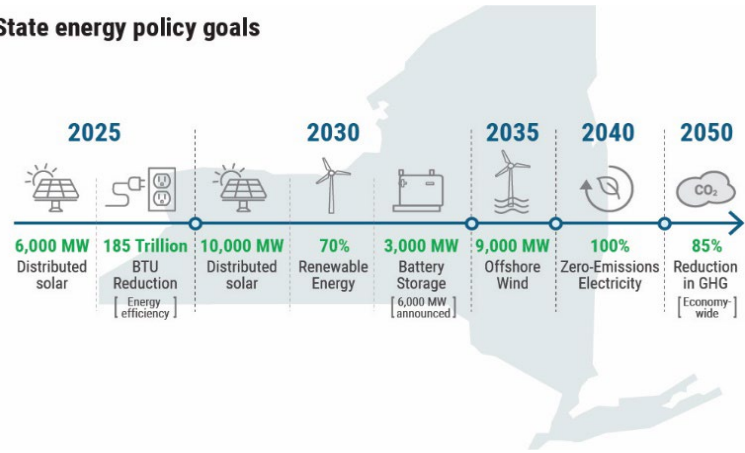 State energy policy goals
2025
2030
2035
2040
2050
CO₂
6,000 MW
Distributed
solar
185 Trillion
BTU
Reduction
[Energy
efficiency]
10,000 MW
Distributed
solar
70%
Renewable
Energy
3,000 MW
Battery
Storage
[6,000 MW
announced]
9,000 MW
Offshore
Wind
100%
Zero-Emissions
Electricity
85%
Reduction
in GHG
[Economy-
wide]